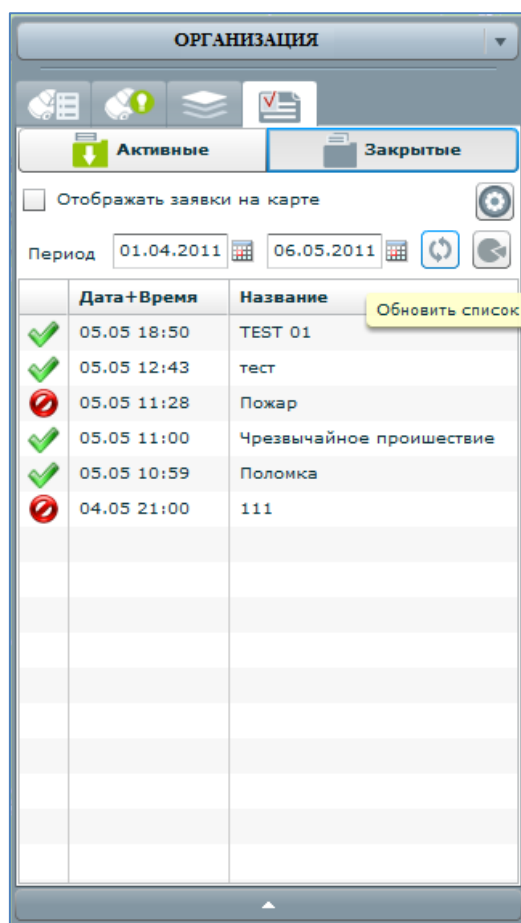 ОРГАНИЗАЦИЯ
Активные Закрытые
Отображать заявки на карте
Период 01.04.2011 06.05.2011
Дата+Время Название
Обновить список
05.05 18:50 TEST 01
05.05 12:43 тест
05.05 11:28 Пожар
05.05 11:00 Чрезвычайное проишествие
05.05 10:59 Поломка
04.05 21:00 111